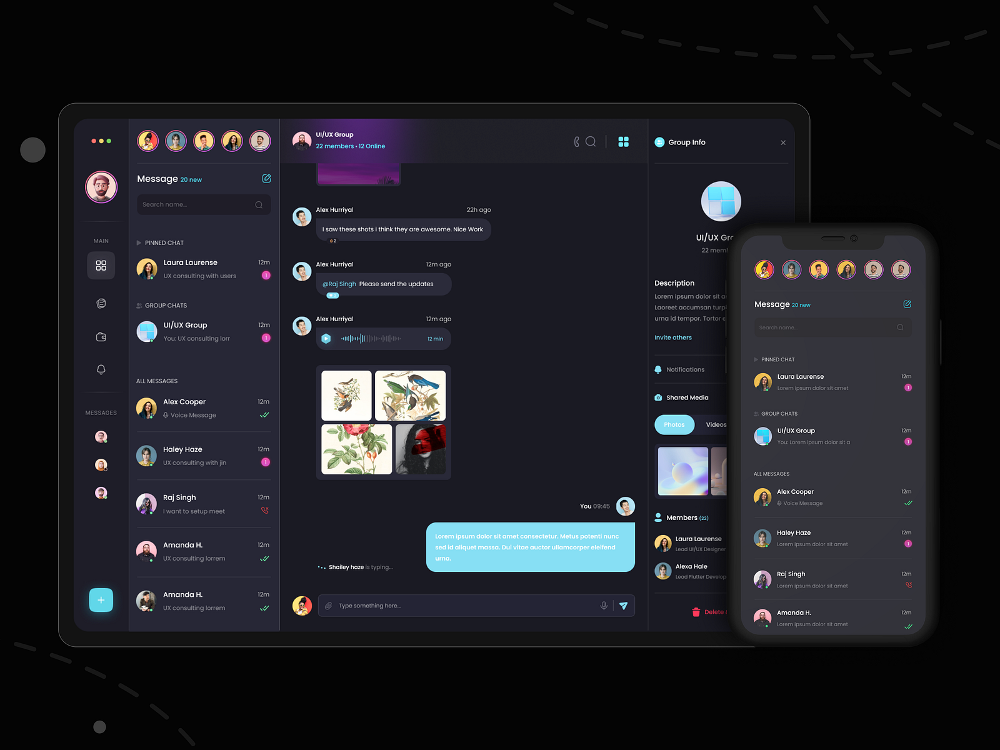 Message 20 new
Search name...
PINNED CHAT
Laura Laurense
12m
UX consulting with users
1
GROUP CHATS
UI/UX Group
12m
You: UX consulting lorr
1
ALL MESSAGES
Alex Cooper
12m
Voice Message
Haley Haze
12m
UX consulting with jin
1
Raj Singh
12m
I want to setup meet
Amanda H.
12m
UX consulting lorrem
Amanda H.
12m
UX consulting lorrem
MAIN
MESSAGES
+
UI/UX Group
22 members • 12 Online
Alex Hurriyal
22h ago
I saw these shots i think they are awesome. Nice Work
2
Alex Hurriyal
12m ago
@Raj Singh Please send the updates
Alex Hurriyal
12m ago
12 min
You 09:45
Lorem ipsum dolor sit amet consectetur. Metus potenti nunc
sed id aliquet massa. Dui vitae auctor ullamcorper eleifend
urna.
Shailey haze is typing...
Type something here...
Group Info
UI/UX Gr
22 mem
Description
Lorem ipsum dolor sit a
Laoreet accumsan turp
urna id tempor. Tortor e
Invite others
Notifications
Shared Media
Photos
Videos
Members (22)
Laura Laurense
Lead UI/UX Designer
Alexa Hale
Lead Flutter Develop
Delete
Message 20 new
Search name...
PINNED CHAT
Laura Laurense
12m
Lorem ipsum dolor sit amet
1
GROUP CHATS
UI/UX Group
12m
You: Lorem ipsum dolor sit a
1
ALL MESSAGES
Alex Cooper
12m
Voice Message
Haley Haze
12m
Lorem ipsum dolor sit amet
1
Raj Singh
12m
Lorem ipsum dolor sit amet
Amanda H.
12m
Lorem ipsum dolor sit amet